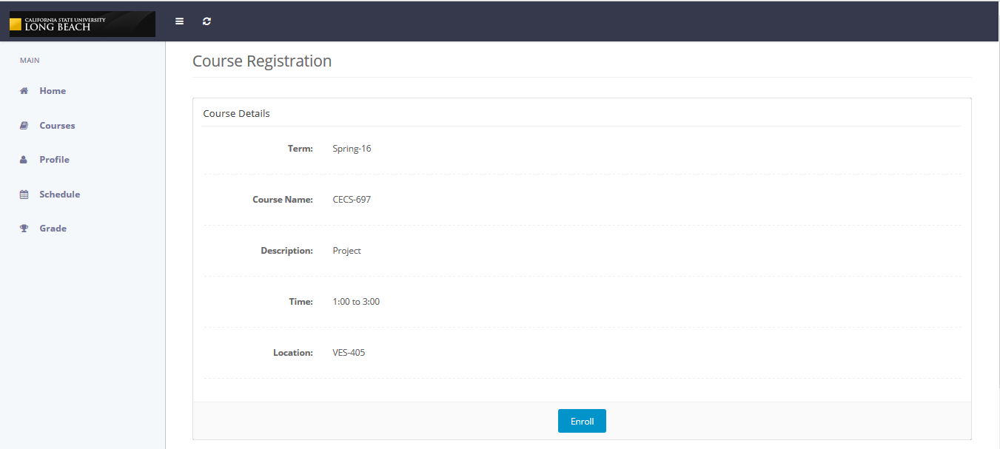 CALIFORNIA STATE UNIVERSITY
LONG BEACH
MAIN
Home
Courses
Profile
Schedule
Grade
Course Registration
Course Details
Term: Spring-16
Course Name: CECS-697
Description: Project
Time: 1:00 to 3:00
Location: VES-405
Enroll